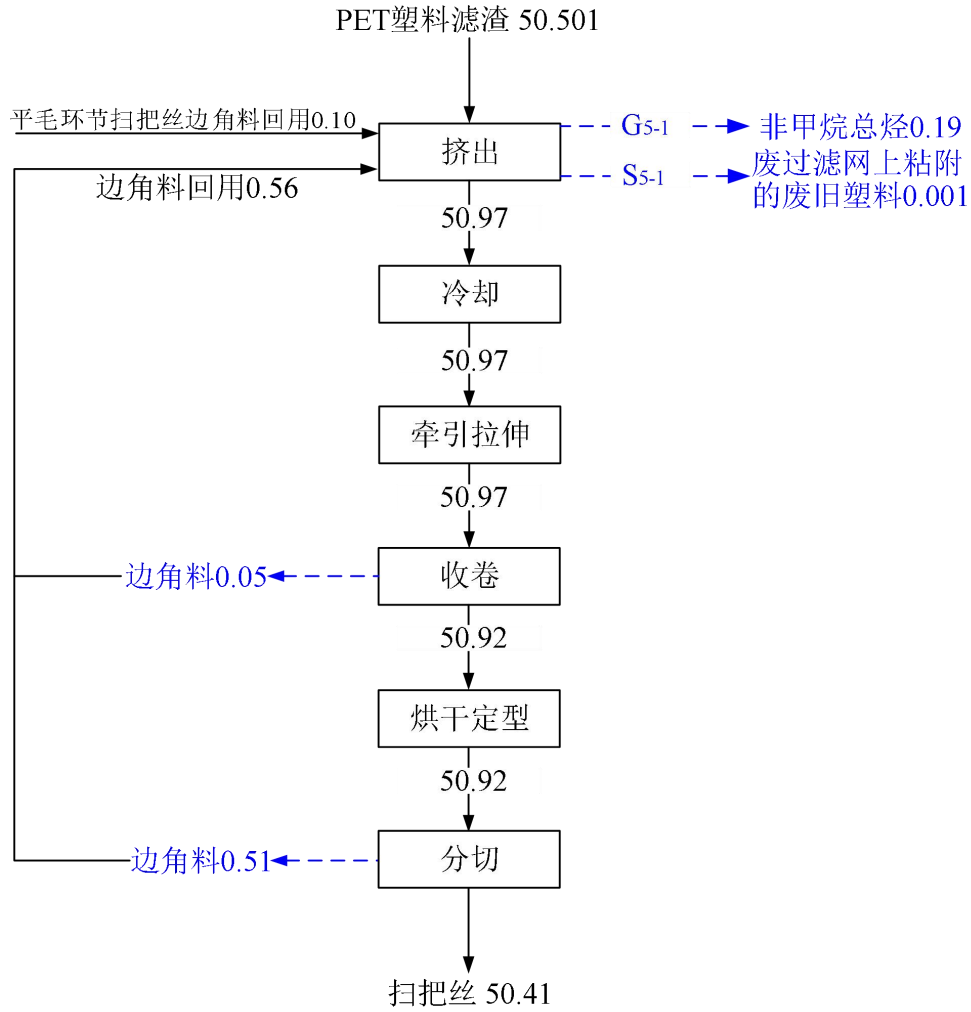 PET塑料滤渣 50.501
平毛环节扫把丝边角料回用0.10
挤出
G5-1
非甲烷总烃0.19
边角料回用0.56
S5-1
废过滤网上粘附
的废旧塑料0.001
50.97
冷却
50.97
牵引拉伸
50.97
边角料0.05
收卷
50.92
烘干定型
50.92
边角料0.51
分切
扫把丝 50.41